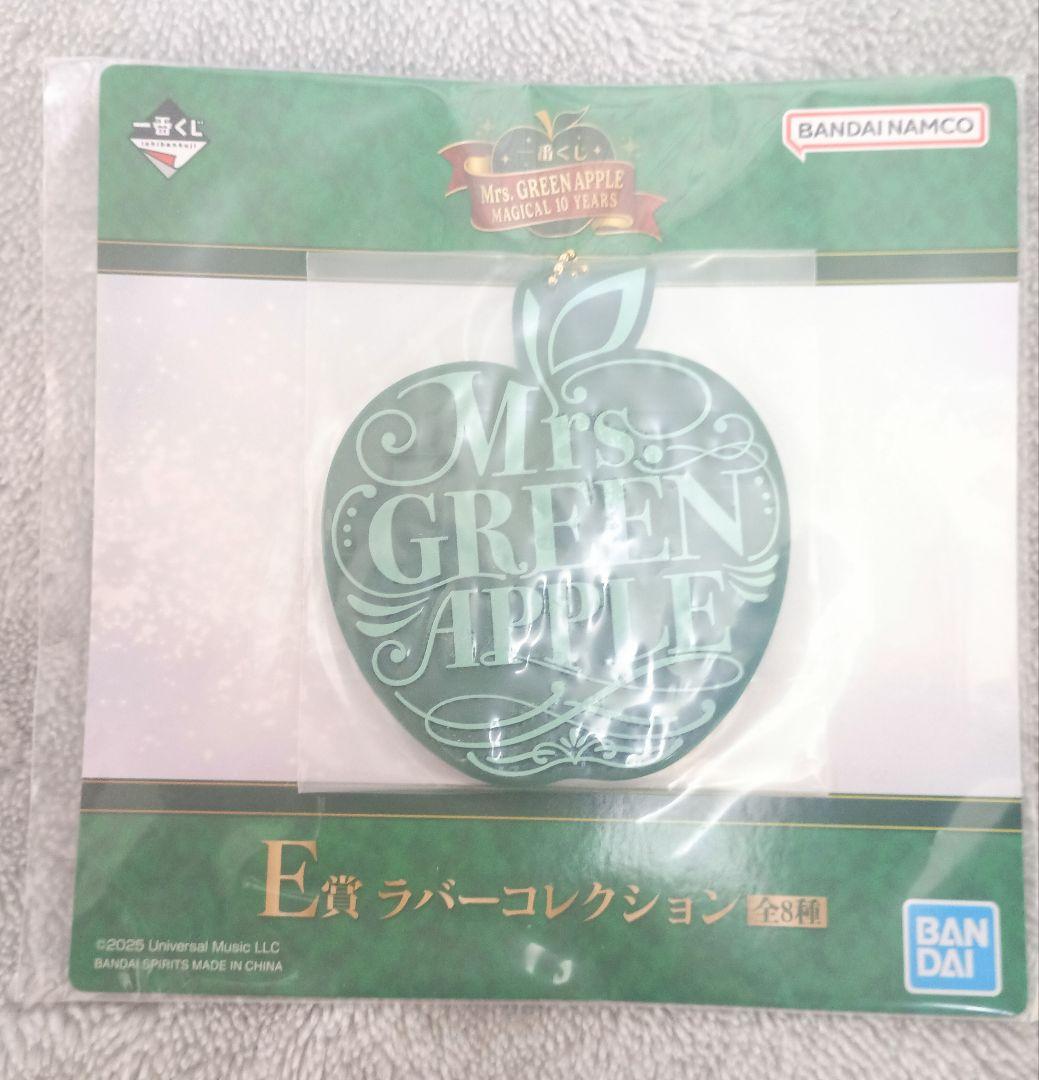 一番くじ
ichibankuji
一番くじ
Mrs. GREEN APPLE
MAGICAL 10 YEARS
BANDAI NAMCO
Mrs.
GREEN
APPLE
E賞 ラバーコレクション 全8種
©2025 Universal Music LLC
BANDAI SPIRITS MADE IN CHINA
BAN
DAI